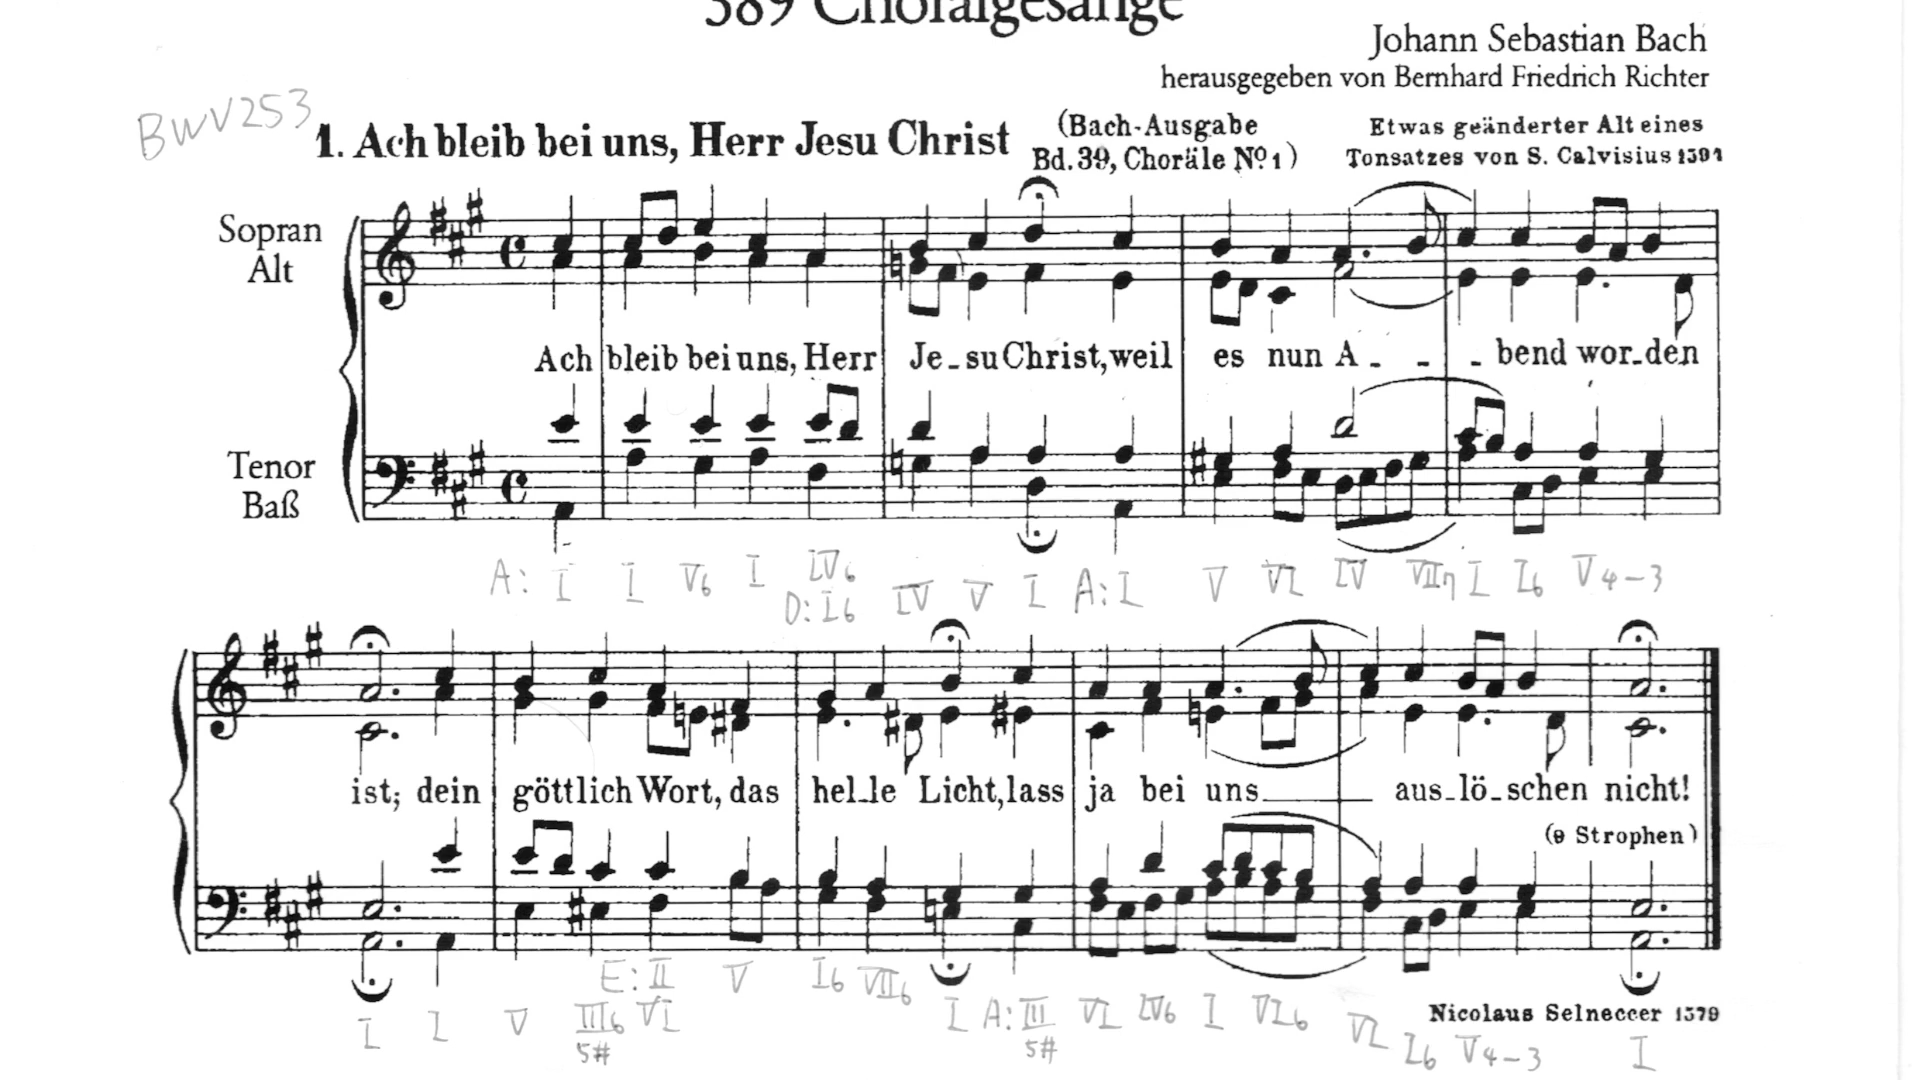 389 Choralgesänge
Johann Sebastian Bach
herausgegeben von Bernhard Friedrich Richter
BWV253
1. Ach bleib bei uns, Herr Jesu Christ
(Bach-Ausgabe
Bd. 39, Choräle No. 1)
Etwas geänderter Alt eines
Tonsatzes von S. Calvisius 1594
Sopran
Alt
Ach bleib bei uns, Herr Je-su Christ, weil es nun A - - - bend wor-den
Tenor
Baß
A: I I V6 I IV6 IV V I A: I V VI IV VII7 I I6 V4-3
D: I6
ist; dein göttlich Wort, das hel-le Licht, lass ja bei uns aus-lö-schen nicht!
(9 Strophen)
E: II V I6 VII6
I I V III6 VI I A: III VI IV6 I VI6 VI I6 V4-3 I
5# 5#
Nicolaus Selneccer 1579